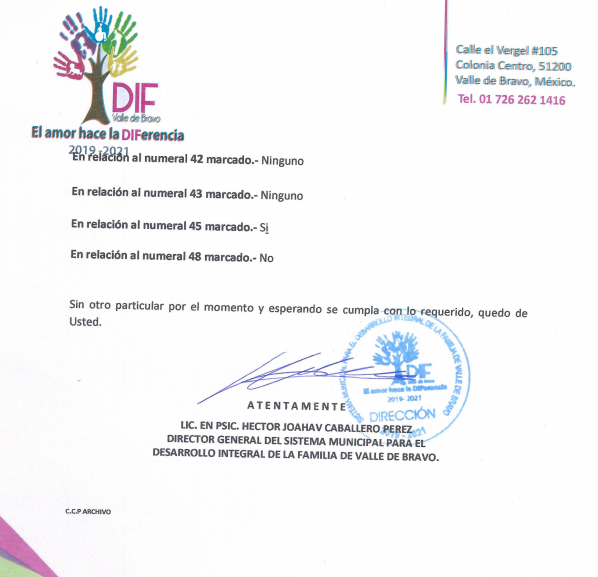 DIF
Valle de Bravo
El amor hace la DIFerencia
2019 -2021
Calle el Vergel #105
Colonia Centro, 51200
Valle de Bravo, México.
Tel. 01 726 262 1416
En relación al numeral 42 marcado.- Ninguno
En relación al numeral 43 marcado.- Ninguno
En relación al numeral 45 marcado.- Si
En relación al numeral 48 marcado.- No
Sin otro particular por el momento y esperando se cumpla con lo requerido, quedo de
Usted.
SISTEMA MUNICIPAL PARA EL DESARROLLO INTEGRAL DE LA FAMILIA DE VALLE DE BRAVO
DIF
Valle de Bravo
El amor hace la DIFerencia
2019- 2021
DIRECCIÓN
2019 - 2021
ATENTAMENTE
LIC. EN PSIC. HECTOR JOAHAV CABALLERO PEREZ
DIRECTOR GENERAL DEL SISTEMA MUNICIPAL PARA EL
DESARROLLO INTEGRAL DE LA FAMILIA DE VALLE DE BRAVO.
C.C.P ARCHIVO